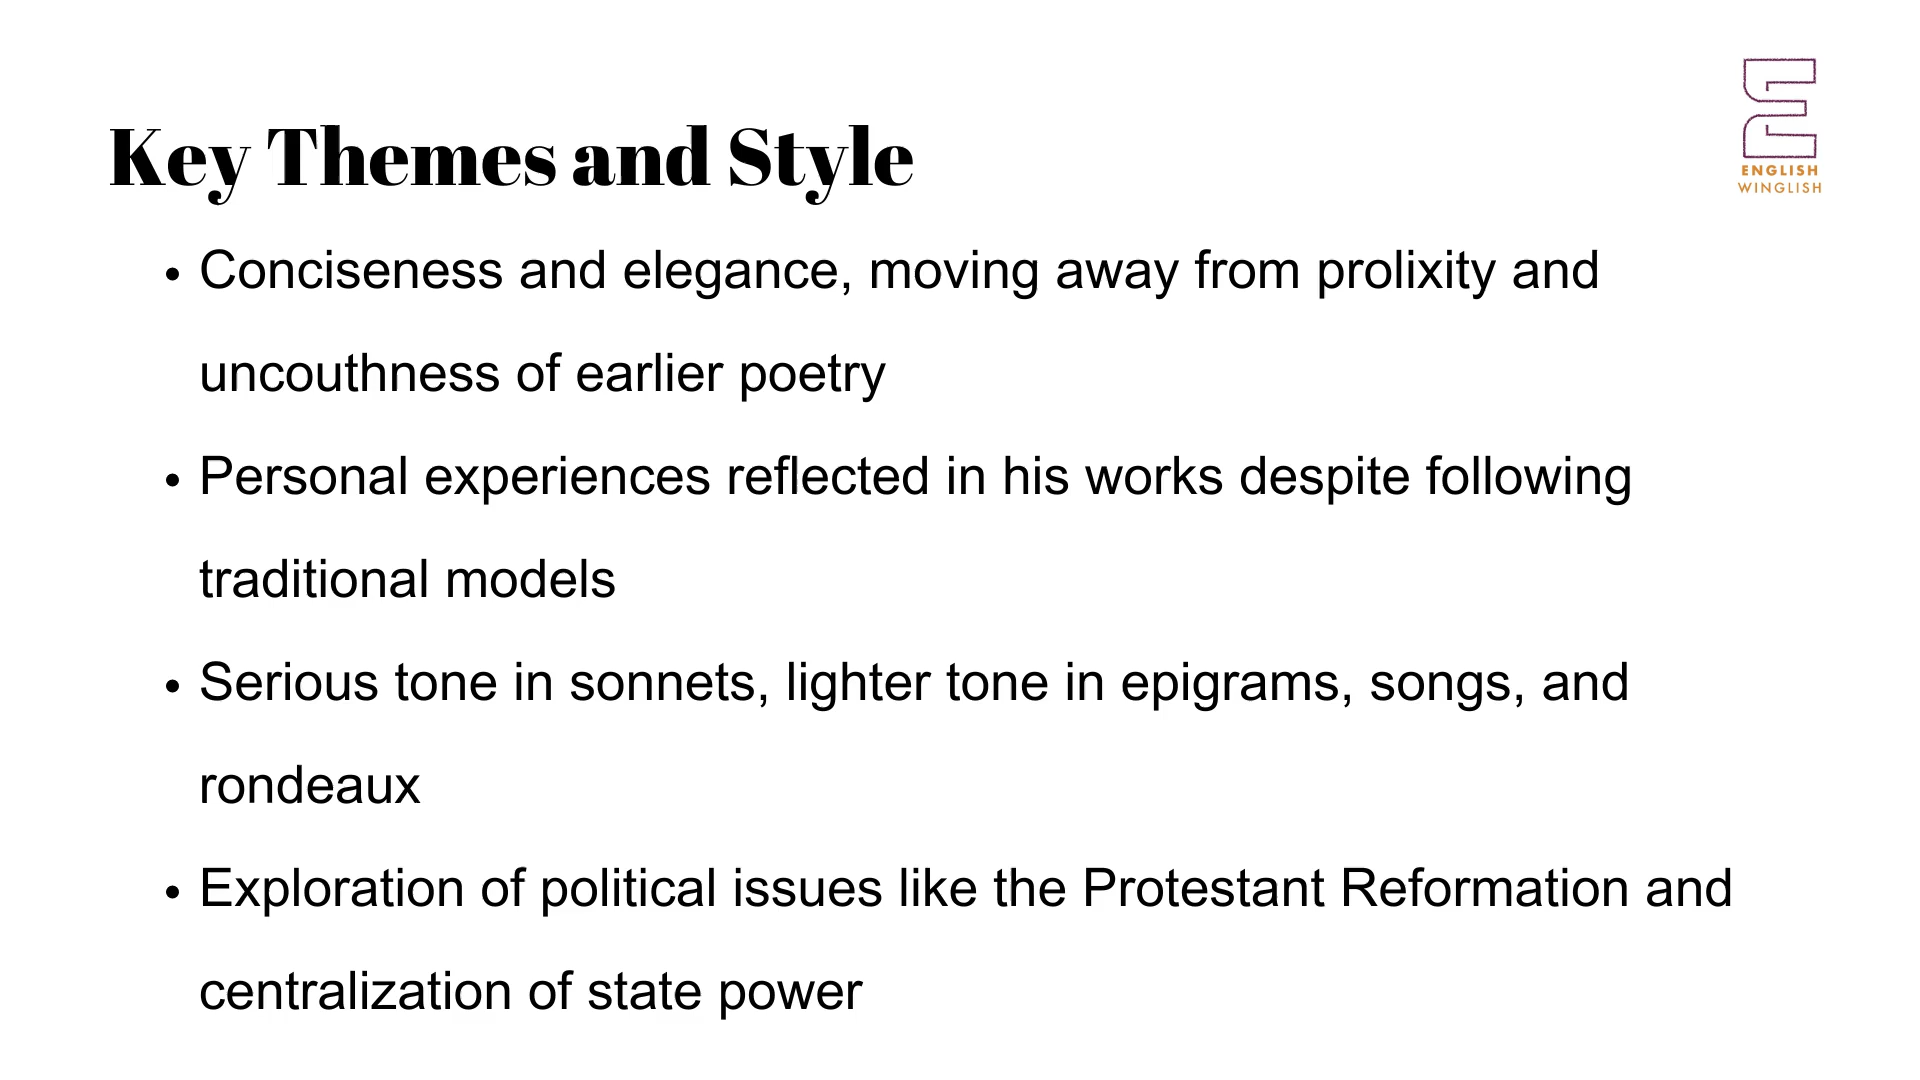 ENGLISH
WINGLISH
Key Themes and Style
• Conciseness and elegance, moving away from prolixity and
uncouthness of earlier poetry
• Personal experiences reflected in his works despite following
traditional models
• Serious tone in sonnets, lighter tone in epigrams, songs, and
rondeaux
• Exploration of political issues like the Protestant Reformation and
centralization of state power